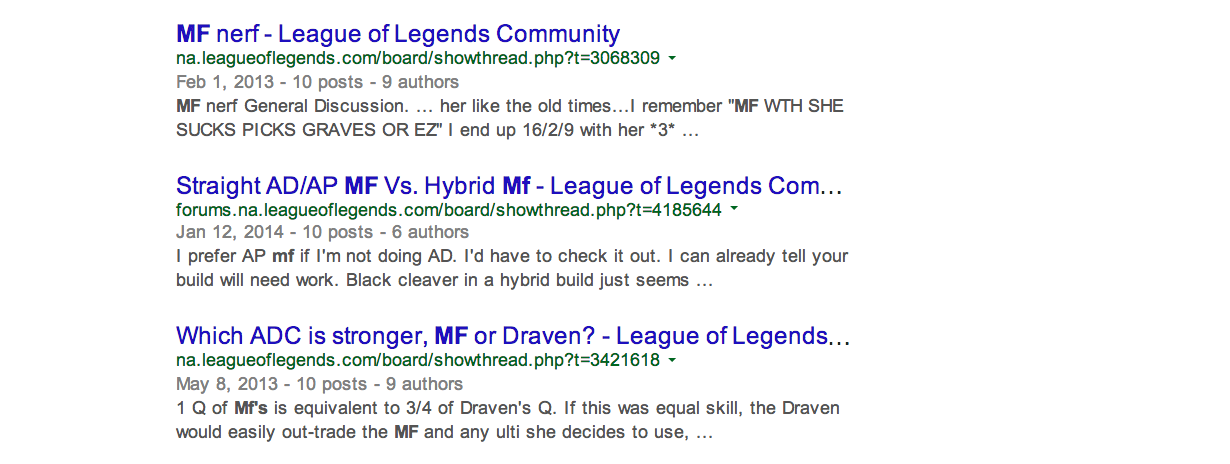 MF nerf - League of Legends Community
na.leagueoflegends.com/board/showthread.php?t=3068309
Feb 1, 2013 - 10 posts - 9 authors
MF nerf General Discussion. ... her like the old times...I remember "MF WTH SHE
SUCKS PICKS GRAVES OR EZ" I end up 16/2/9 with her *3* ...
Straight AD/AP MF Vs. Hybrid Mf - League of Legends Com...
forums.na.leagueoflegends.com/board/showthread.php?t=4185644
Jan 12, 2014 - 10 posts - 6 authors
I prefer AP mf if I'm not doing AD. I'd have to check it out. I can already tell your
build will need work. Black cleaver in a hybrid build just seems ...
Which ADC is stronger, MF or Draven? - League of Legends...
na.leagueoflegends.com/board/showthread.php?t=3421618
May 8, 2013 - 10 posts - 9 authors
1 Q of Mf's is equivalent to 3/4 of Draven's Q. If this was equal skill, the Draven
would easily out-trade the MF and any ulti she decides to use, ...